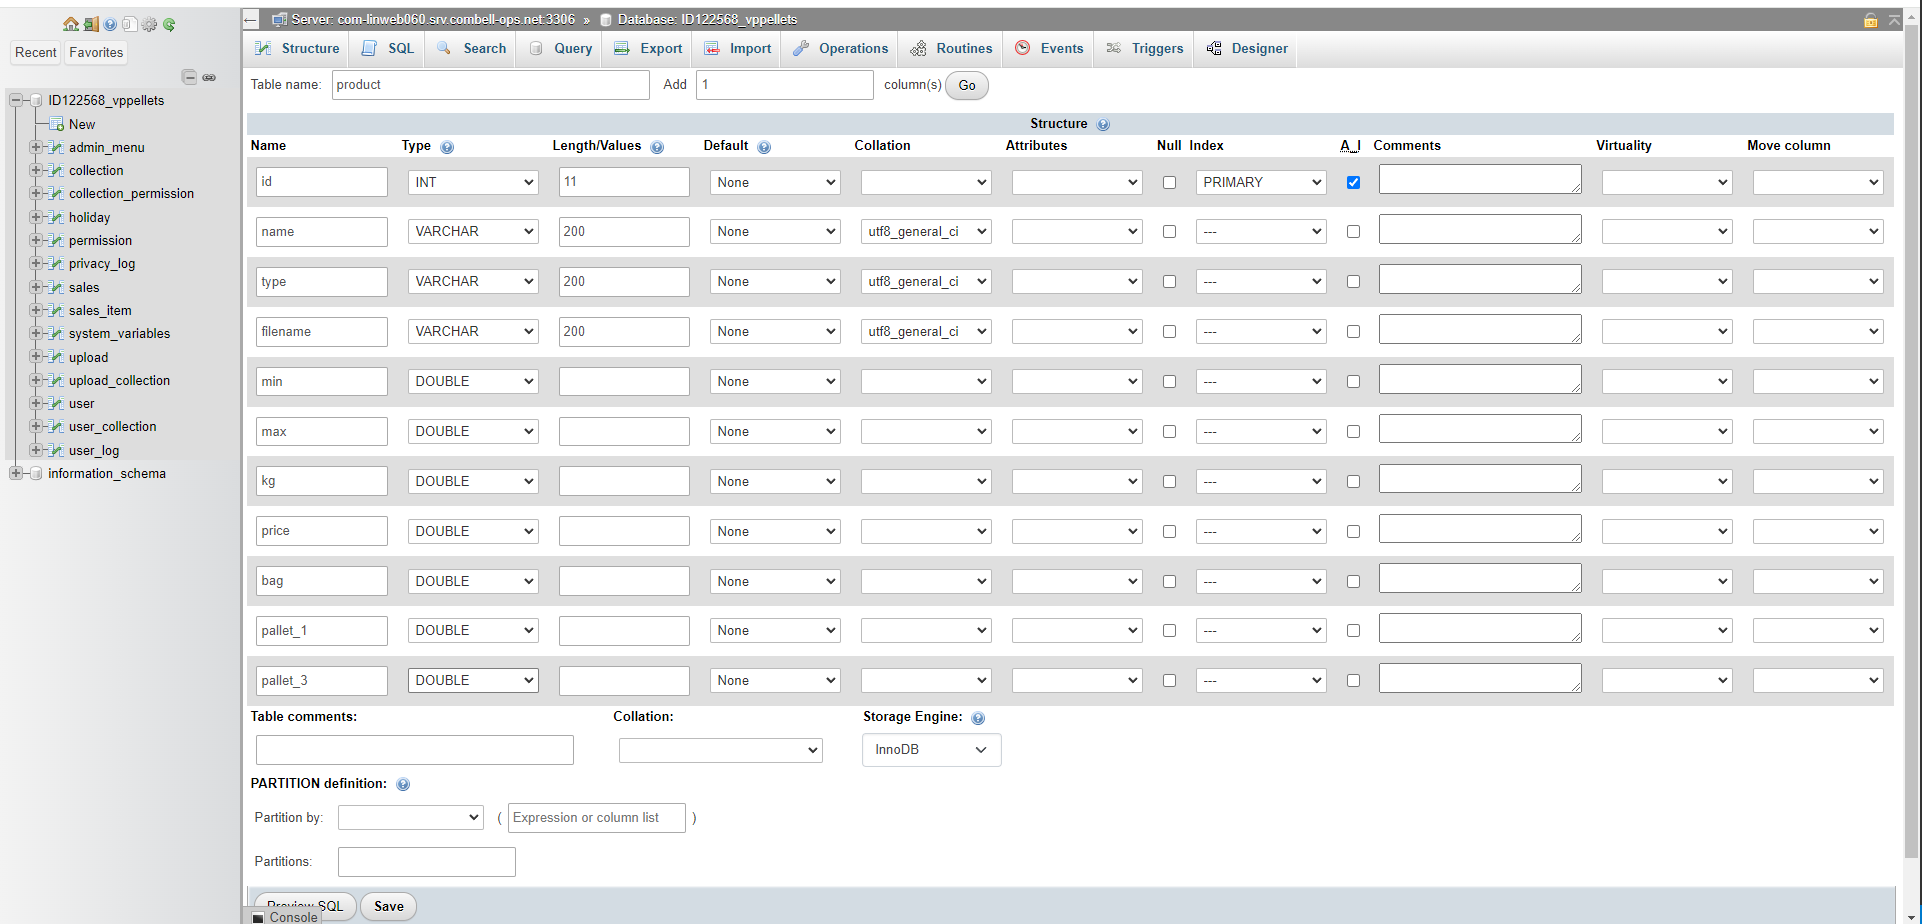 Server: com-linweb060.srv.combell-ops.net:3306 » Database: ID122568_vppellets
Recent Favorites
Structure SQL Search Query Export Import Operations Routines Events Triggers Designer
ID122568_vppellets
New
admin_menu
collection
collection_permission
holiday
permission
privacy_log
sales
sales_item
system_variables
upload
upload_collection
user
user_collection
user_log
information_schema
Table name: product Add 1 column(s) Go
Structure
Name Type Length/Values Default Collation Attributes Null Index A_I Comments Virtuality Move column
id INT 11 None PRIMARY
name VARCHAR 200 None utf8_general_ci ---
type VARCHAR 200 None utf8_general_ci ---
filename VARCHAR 200 None utf8_general_ci ---
min DOUBLE None ---
max DOUBLE None ---
kg DOUBLE None ---
price DOUBLE None ---
bag DOUBLE None ---
pallet_1 DOUBLE None ---
pallet_3 DOUBLE None ---
Table comments: Collation: Storage Engine:
InnoDB
PARTITION definition:
Partition by: ( Expression or column list )
Partitions:
Preview SQL Save
Console